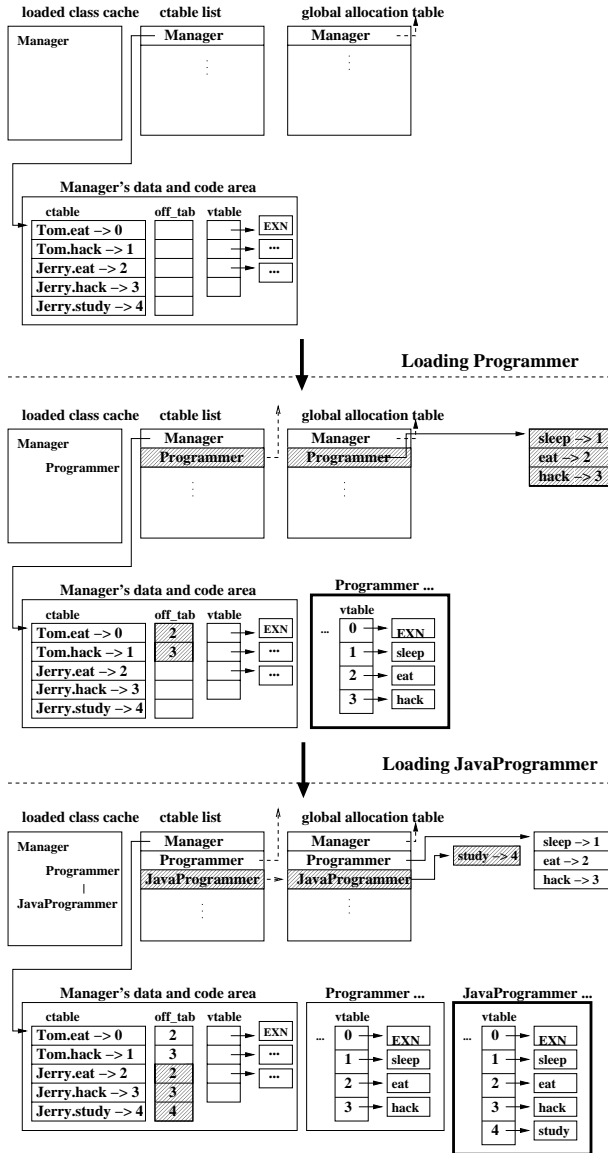 loaded class cache ctable list global allocation table
Manager Manager Manager
Manager's data and code area
ctable off_tab vtable
Tom.eat −> 0 EXN
Tom.hack −> 1 ...
Jerry.eat −> 2 ...
Jerry.hack −> 3
Jerry.study −> 4
Loading Programmer
loaded class cache ctable list global allocation table
Manager Manager Manager sleep −> 1
Programmer Programmer Programmer eat −> 2
hack −> 3
Manager's data and code area Programmer ...
ctable off_tab vtable vtable
Tom.eat −> 0 2 EXN ... 0 EXN
Tom.hack −> 1 3 ... 1 sleep
Jerry.eat −> 2 ... 2 eat
Jerry.hack −> 3 3 hack
Jerry.study −> 4
Loading JavaProgrammer
loaded class cache ctable list global allocation table
Manager Manager Manager sleep −> 1
Programmer Programmer Programmer study −> 4 eat −> 2
JavaProgrammer JavaProgrammer JavaProgrammer hack −> 3
Manager's data and code area Programmer ... JavaProgrammer ...
ctable off_tab vtable vtable vtable
Tom.eat −> 0 2 EXN ... 0 EXN ... 0 EXN
Tom.hack −> 1 3 ... 1 sleep 1 sleep
Jerry.eat −> 2 2 ... 2 eat 2 eat
Jerry.hack −> 3 3 3 hack 3 hack
Jerry.study −> 4 4 4 study